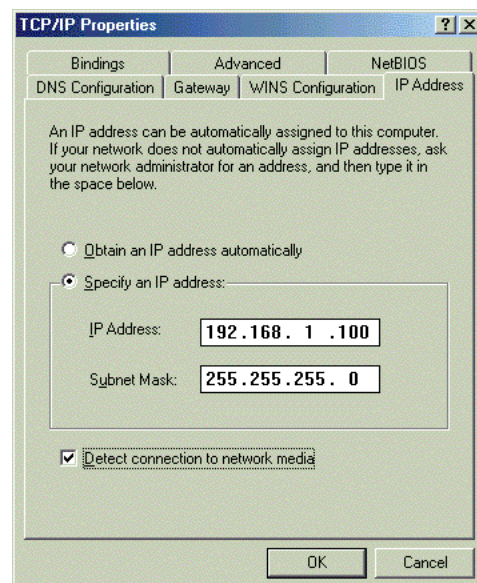 TCP/IP Properties
Bindings Advanced NetBIOS
DNS Configuration Gateway WINS Configuration IP Address
An IP address can be automatically assigned to this computer.
If your network does not automatically assign IP addresses, ask
your network administrator for an address, and then type it in
the space below.
Obtain an IP address automatically
Specify an IP address:
IP Address: 192.168. 1 .100
Subnet Mask: 255.255.255. 0
Detect connection to network media
OK Cancel